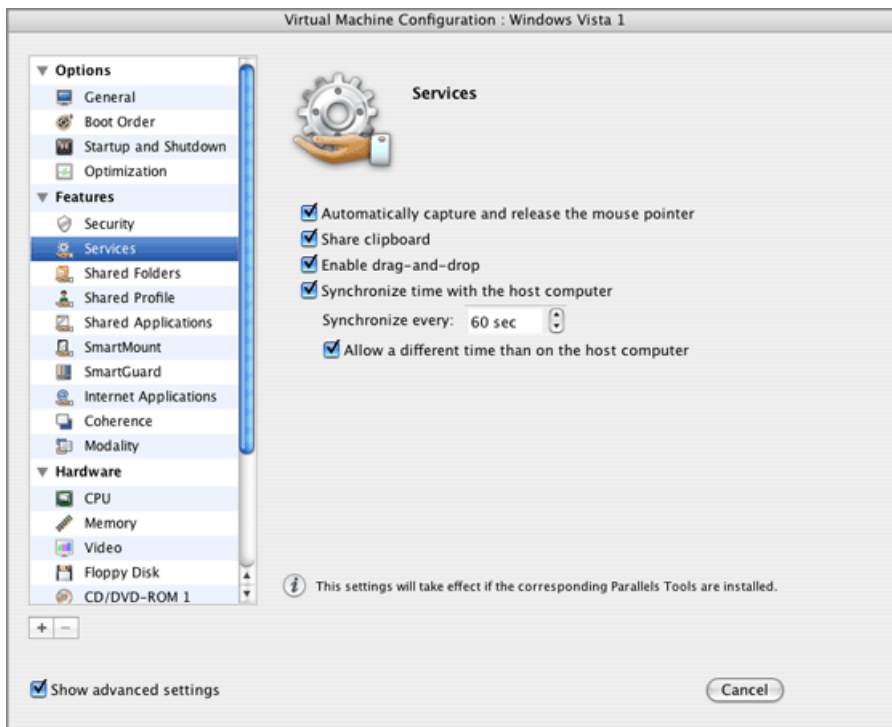 Virtual Machine Configuration : Windows Vista 1
Options
General
Boot Order
Startup and Shutdown
Optimization
Features
Security
Services
Shared Folders
Shared Profile
Shared Applications
SmartMount
SmartGuard
Internet Applications
Coherence
Modality
Hardware
CPU
Memory
Video
Floppy Disk
CD/DVD-ROM 1
+ −
Show advanced settings
Services
Automatically capture and release the mouse pointer
Share clipboard
Enable drag-and-drop
Synchronize time with the host computer
Synchronize every: 60 sec
Allow a different time than on the host computer
This settings will take effect if the corresponding Parallels Tools are installed.
Cancel